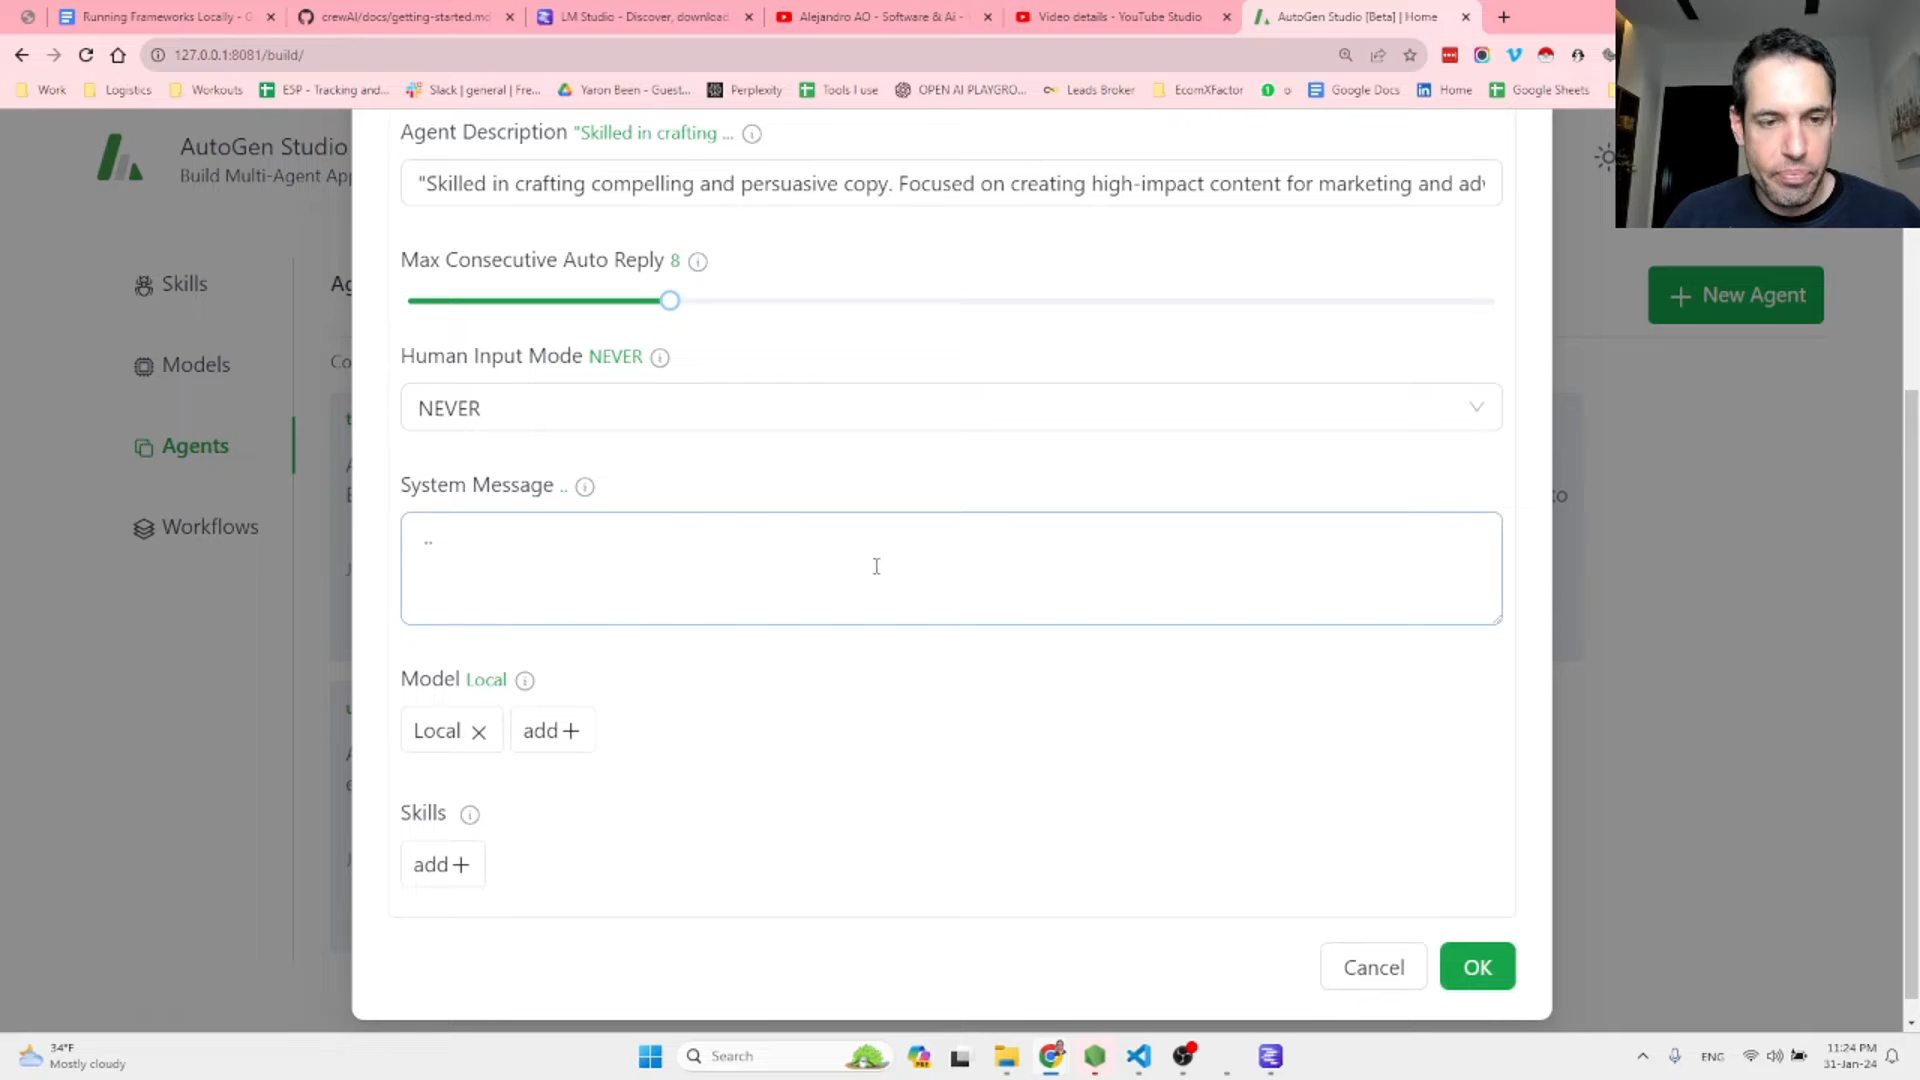 Running Frameworks Locally - G
crewAI/docs/getting-started.md
LM Studio - Discover, download
Alejandro AO - Software & Ai -
Video details - YouTube Studio
AutoGen Studio [Beta] | Home
127.0.0.1:8081/build/
Work
Logistics
Workouts
ESP - Tracking and...
Slack | general | Fre...
Yaron Been - Guest...
Perplexity
Tools I use
OPEN AI PLAYGRO...
Leads Broker
EcomXFactor
Google Docs
Home
Google Sheets
AutoGen Studio
Build Multi-Agent App
Skills
Models
Agents
Workflows
New Agent
Agent Description "Skilled in crafting ...
"Skilled in crafting compelling and persuasive copy. Focused on creating high-impact content for marketing and adv
Max Consecutive Auto Reply 8
Human Input Mode NEVER
NEVER
System Message ..
..
Model Local
Local
add+
Skills
add+
Cancel
OK
34°F
Mostly cloudy
Search
ENG
11:24 PM
31-Jan-24